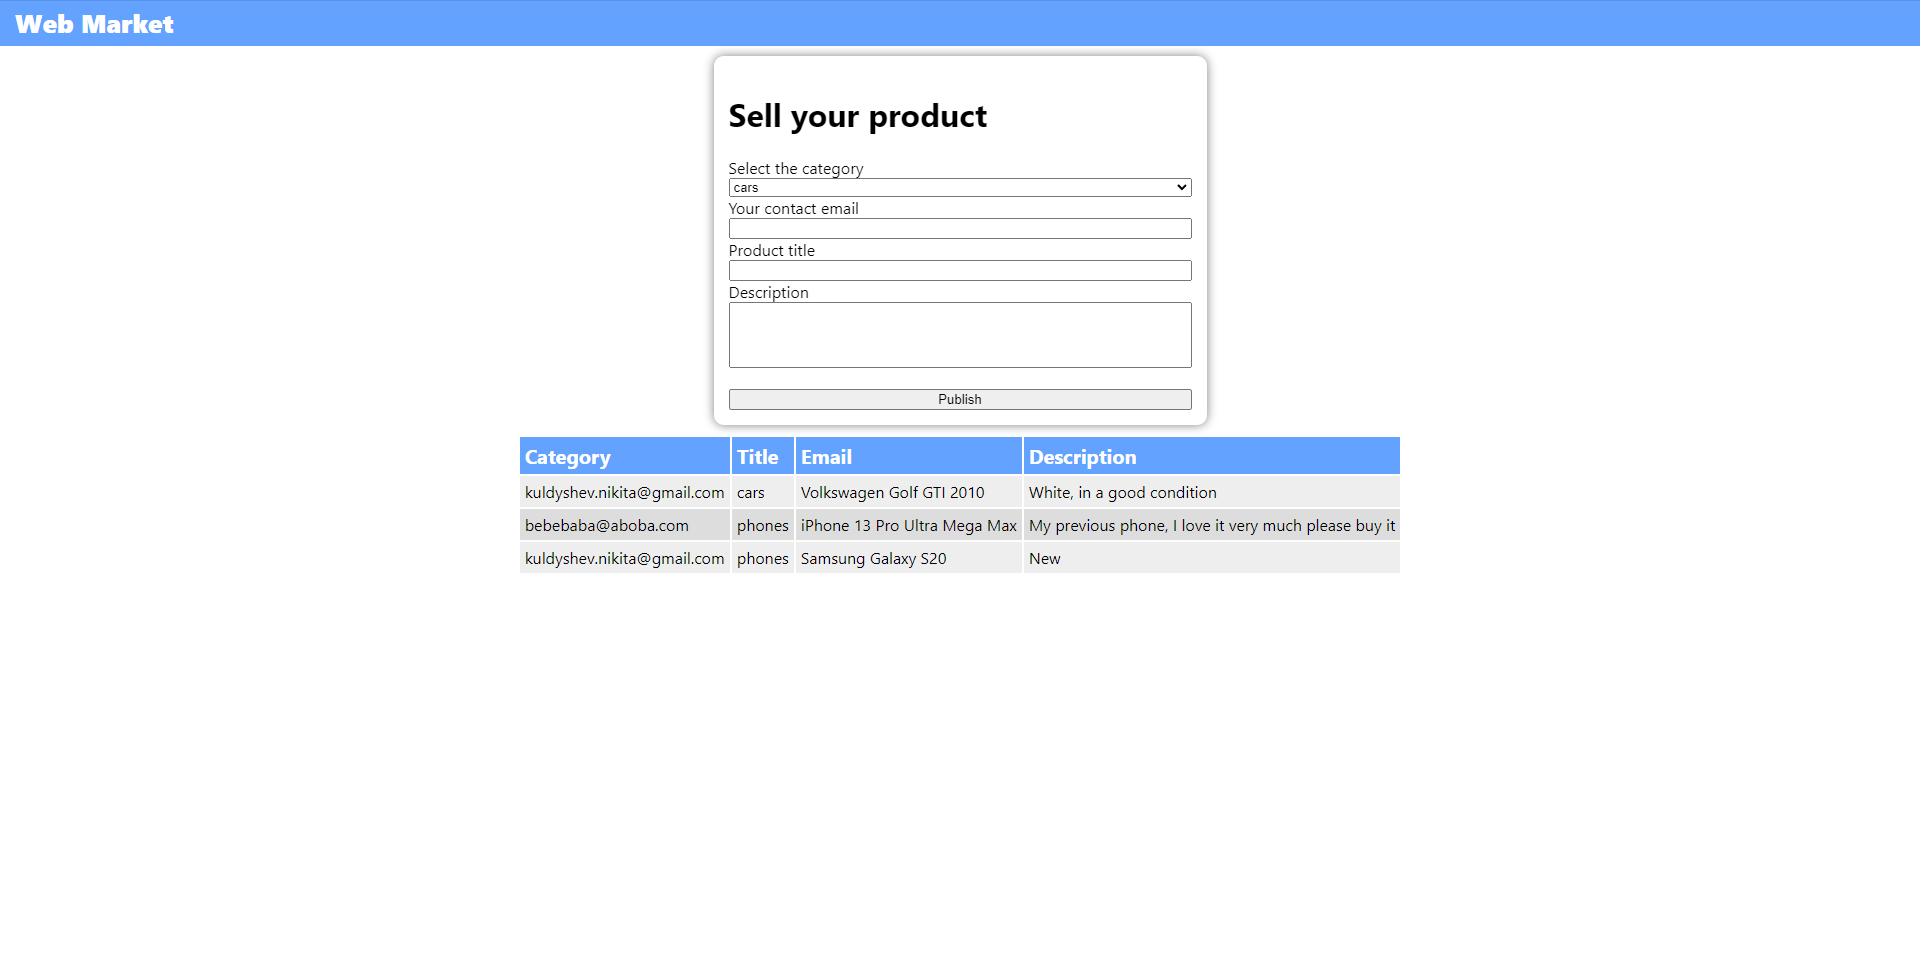 Web Market
Sell your product
Select the category
cars
Your contact email
Product title
Description
Publish
Category Title Email Description
kuldyshev.nikita@gmail.com cars Volkswagen Golf GTI 2010 White, in a good condition
bebebaba@aboba.com phones iPhone 13 Pro Ultra Mega Max My previous phone, I love it very much please buy it
kuldyshev.nikita@gmail.com phones Samsung Galaxy S20 New